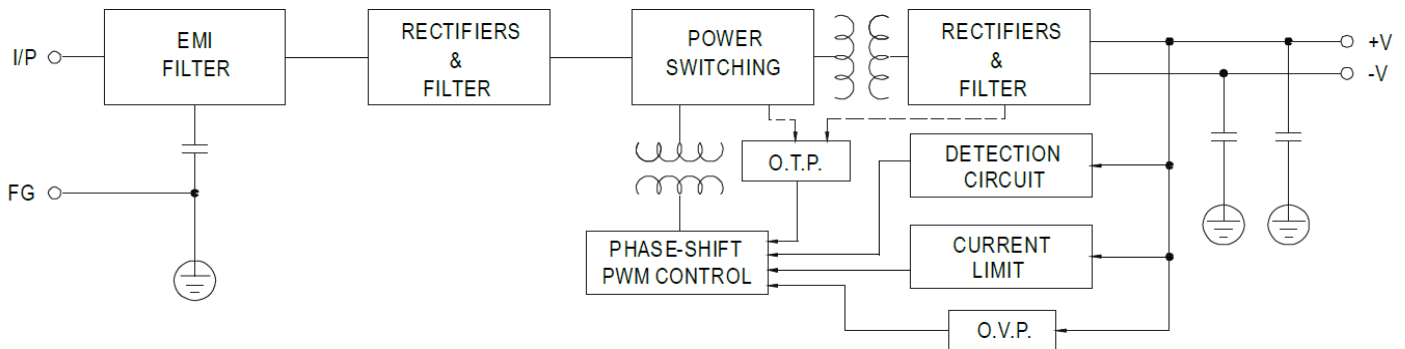 I/P
EMI
FILTER
RECTIFIERS
&
FILTER
POWER
SWITCHING
RECTIFIERS
&
FILTER
+V
-V
O.T.P.
DETECTION
CIRCUIT
FG
PHASE-SHIFT
PWM CONTROL
CURRENT
LIMIT
O.V.P.